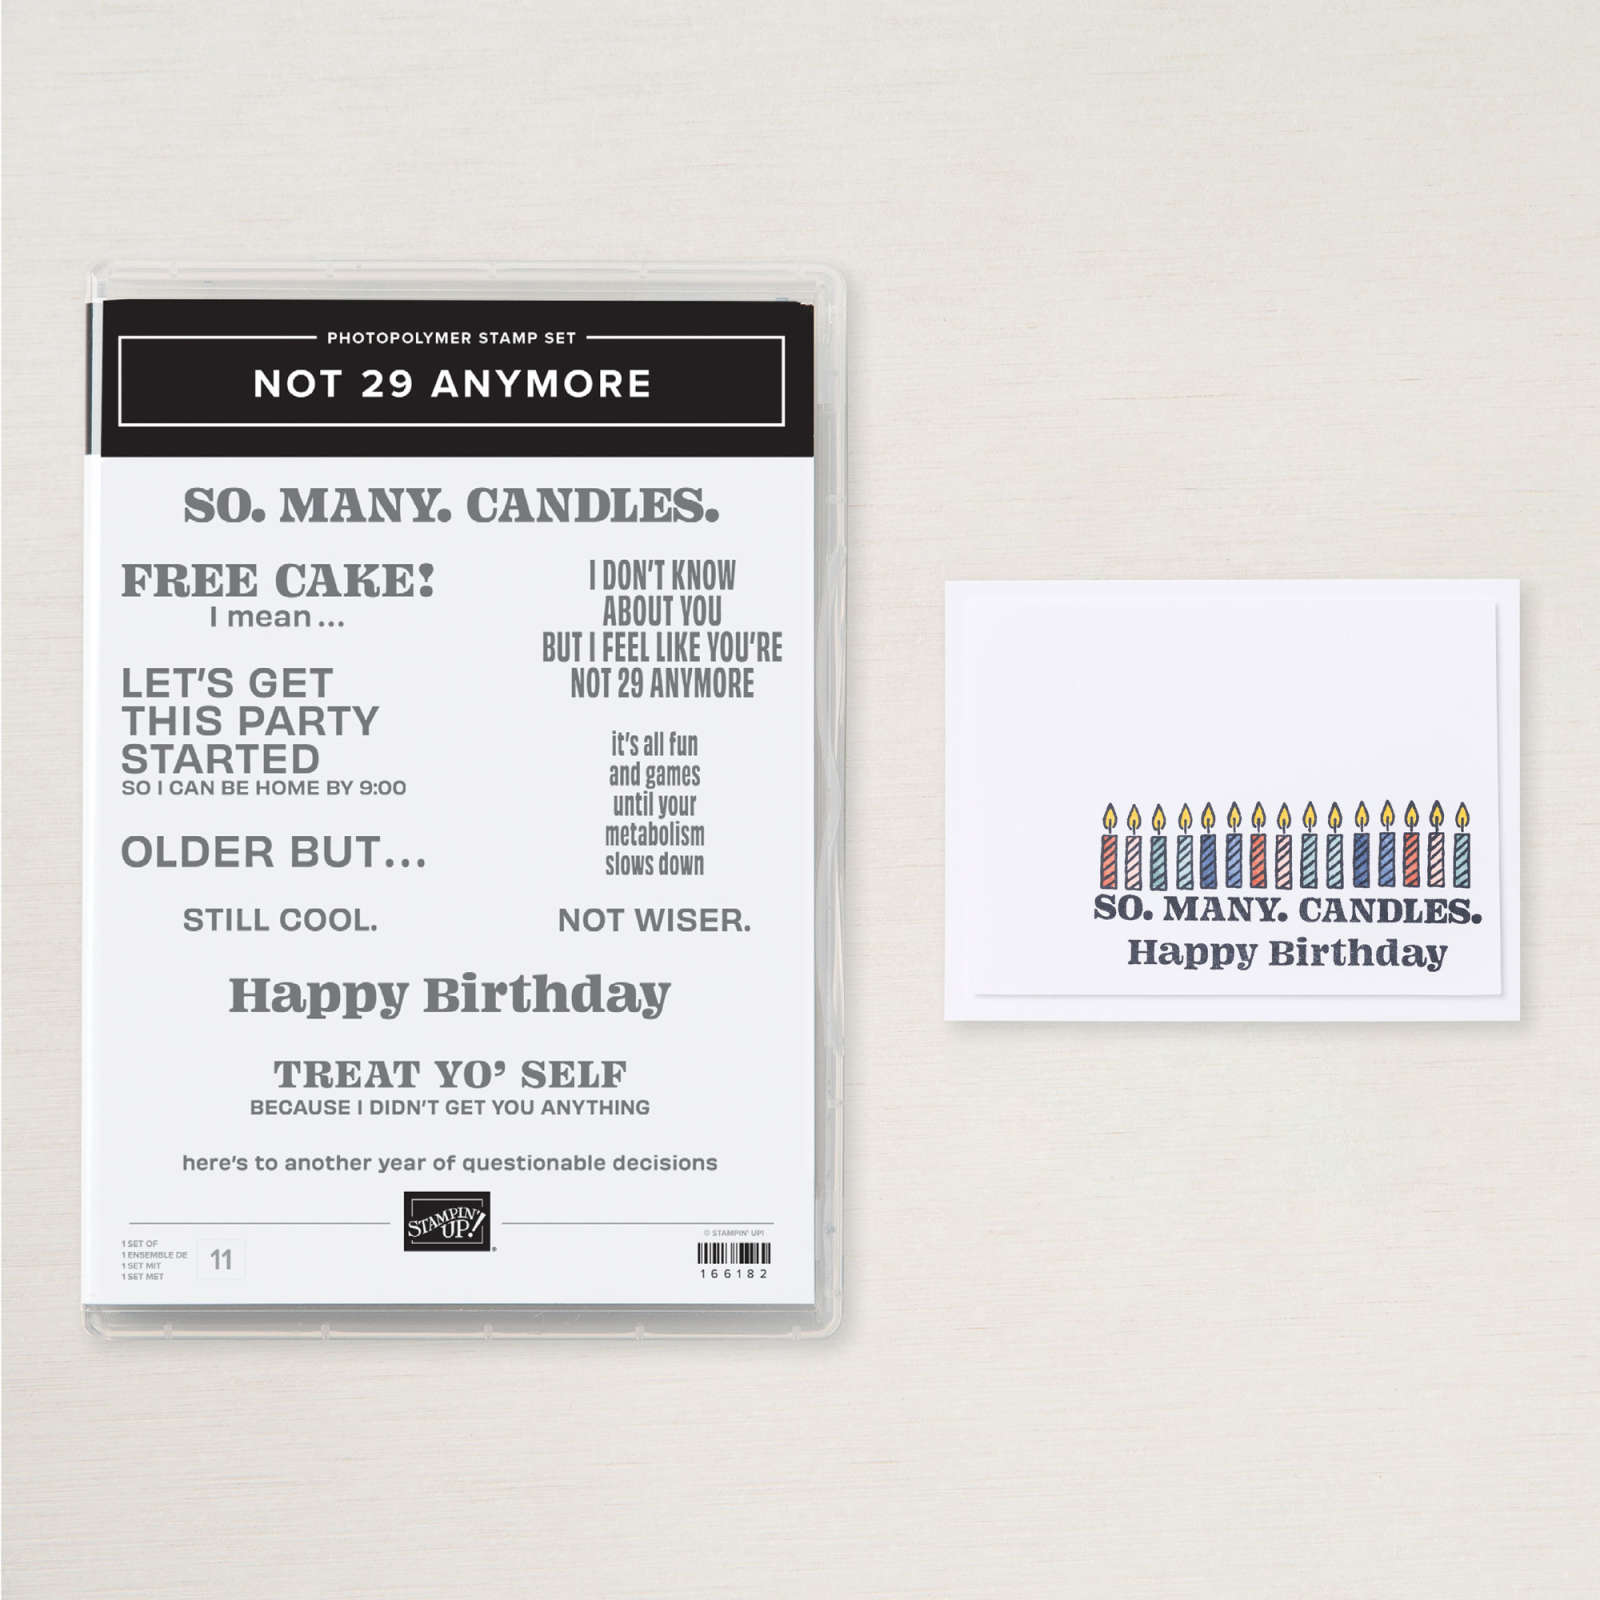 PHOTOPOLYMER STAMP SET
NOT 29 ANYMORE
SO. MANY. CANDLES.
FREE CAKE!
I mean ...
LET'S GET
THIS PARTY
STARTED
SO I CAN BE HOME BY 9:00
OLDER BUT...
STILL COOL.
I DON'T KNOW
ABOUT YOU
BUT I FEEL LIKE YOU'RE
NOT 29 ANYMORE
it's all fun
and games
until your
metabolism
slows down
NOT WISER.
Happy Birthday
TREAT YO' SELF
BECAUSE I DIDN'T GET YOU ANYTHING
here's to another year of questionable decisions
STAMPIN'
UP!
1 SET OF
1 ENSEMBLE DE
1 SET MIT
1 SET MET
11
© STAMPIN' UP!
166182
SO. MANY. CANDLES.
Happy Birthday